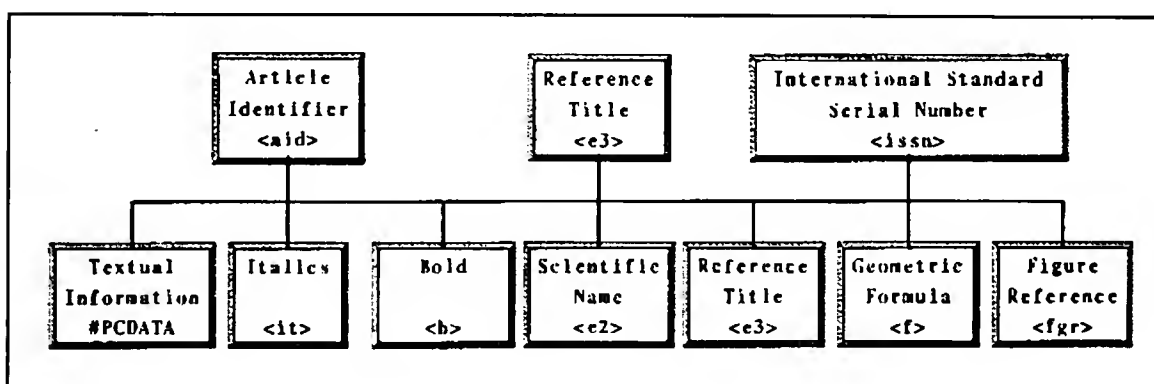 Article
Identifier
<aid>
Reference
Title
<e3>
International Standard
Serial Number
<issn>
Textual
Information
#PCDATA
Italics
<it>
Bold
<b>
Scientific
Name
<e2>
Reference
Title
<e3>
Geometric
Formula
<f>
Figure
Reference
<fgr>